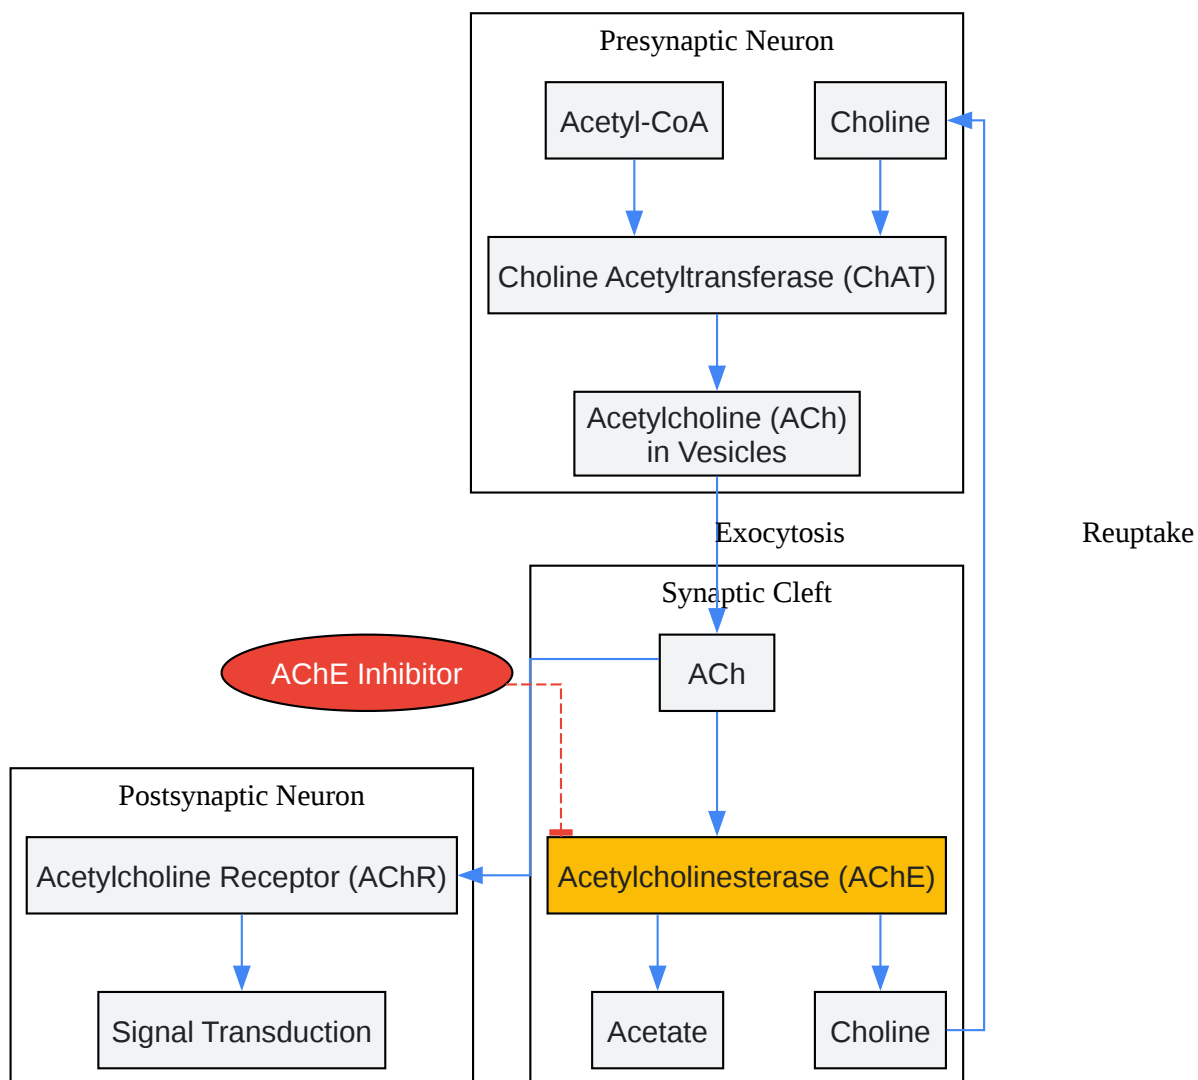 Presynaptic Neuron
Acetyl-CoA
Choline
Choline Acetyltransferase (ChAT)
Acetylcholine (ACh)
in Vesicles
Exocytosis
Reuptake
Synaptic Cleft
AChE Inhibitor
ACh
Postsynaptic Neuron
Acetylcholine Receptor (AChR)
Acetylcholinesterase (AChE)
Signal Transduction
Acetate
Choline